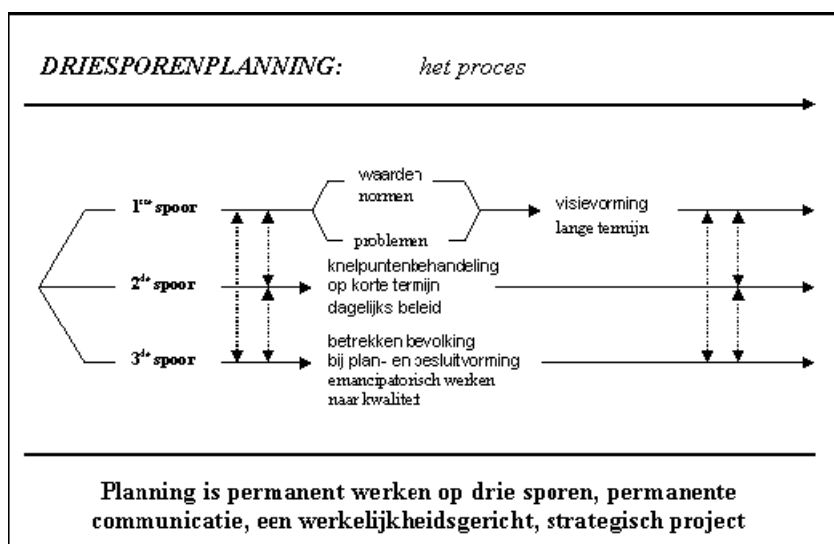 DRIESPORENPLANNING: het proces
waarden
normen
1ste spoor
problemen
visievorming
lange termijn
2de spoor
knelpuntenbehandeling
op korte termijn
dagelijks beleid
3de spoor
betrekken bevolking
bij plan- en besluitvorming
emancipatorisch werken
naar kwaliteit
Planning is permanent werken op drie sporen, permanente
communicatie, een werkelijkheidsgericht, strategisch project